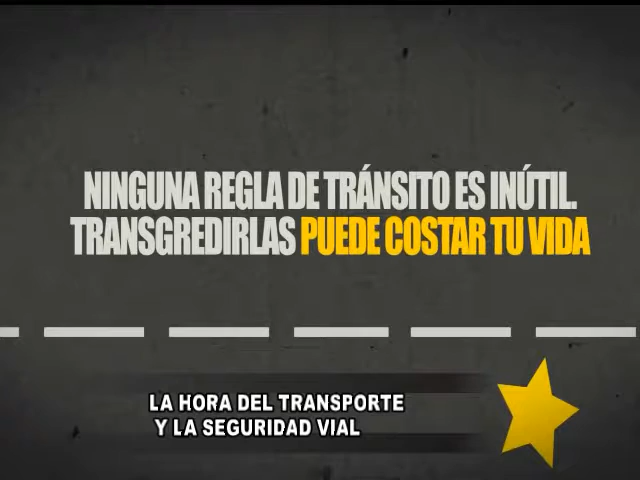 NINGUNA REGLA DE TRÁNSITO ES INÚTIL.
TRANSGREDIRLAS PUEDE COSTAR TU VIDA
LA HORA DEL TRANSPORTE
Y LA SEGURIDAD VIAL